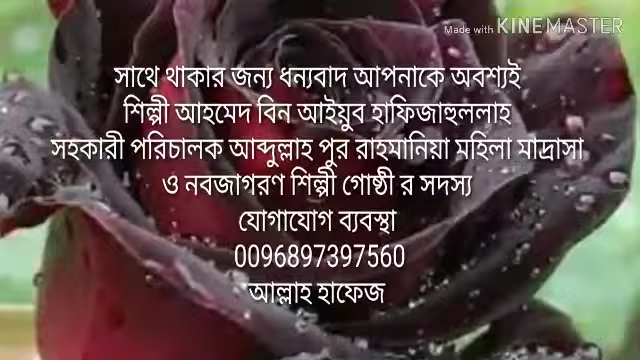 Made with KINEMASTER
সাথে থাকার জন্য ধন্যবাদ আপনাকে অবশ্যই
শিল্পী আহমেদ বিন আইয়ুব হাফিজাহুললাহ
সহকারী পরিচালক আব্দুল্লাহ পুর রাহমানিয়া মহিলা মাদ্রাসা
ও নবজাগরণ শিল্পী গোষ্ঠী র সদস্য
যোগাযোগ ব্যবস্থা
0096897397560
আল্লাহ হাফেজ